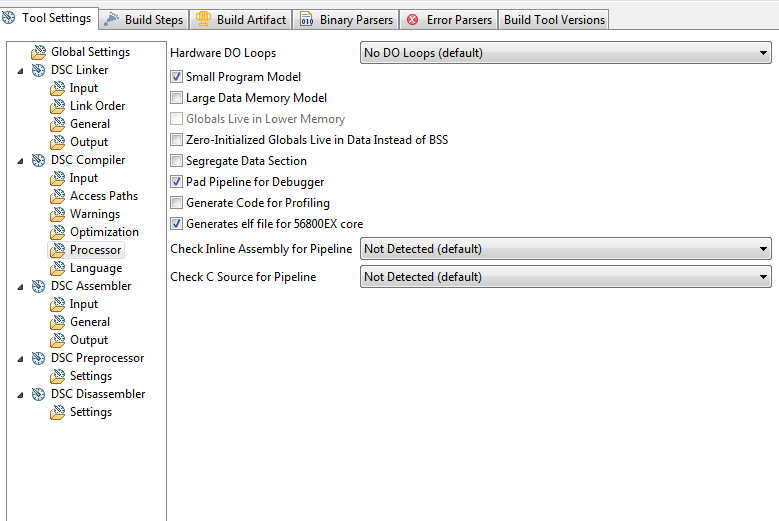 Tool Settings Build Steps Build Artifact Binary Parsers Error Parsers Build Tool Versions
Global Settings
DSC Linker
Input
Link Order
General
Output
DSC Compiler
Input
Access Paths
Warnings
Optimization
Processor
Language
DSC Assembler
Input
General
Output
DSC Preprocessor
Settings
DSC Disassembler
Settings
Hardware DO Loops No DO Loops (default)
Small Program Model
Large Data Memory Model
Globals Live in Lower Memory
Zero-Initialized Globals Live in Data Instead of BSS
Segregate Data Section
Pad Pipeline for Debugger
Generate Code for Profiling
Generates elf file for 56800EX core
Check Inline Assembly for Pipeline Not Detected (default)
Check C Source for Pipeline Not Detected (default)